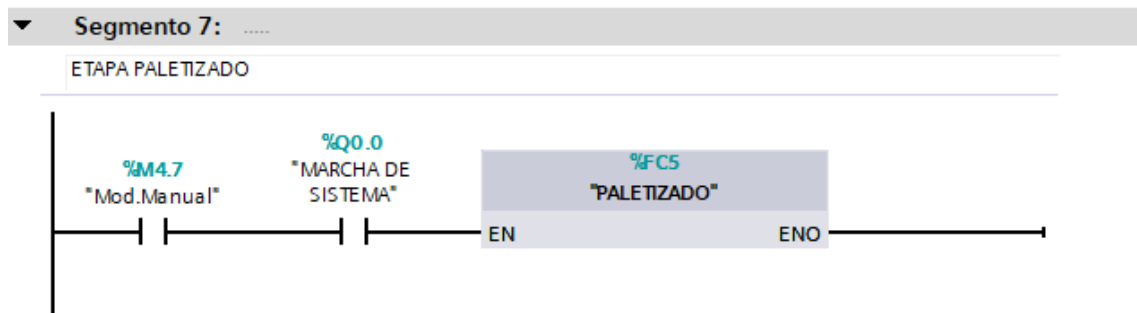 Segmento 7: .....
ETAPA PALETIZADO
%M4.7
"Mod.Manual"
%Q0.0
"MARCHA DE
SISTEMA"
%FC5
"PALETIZADO"
EN
ENO